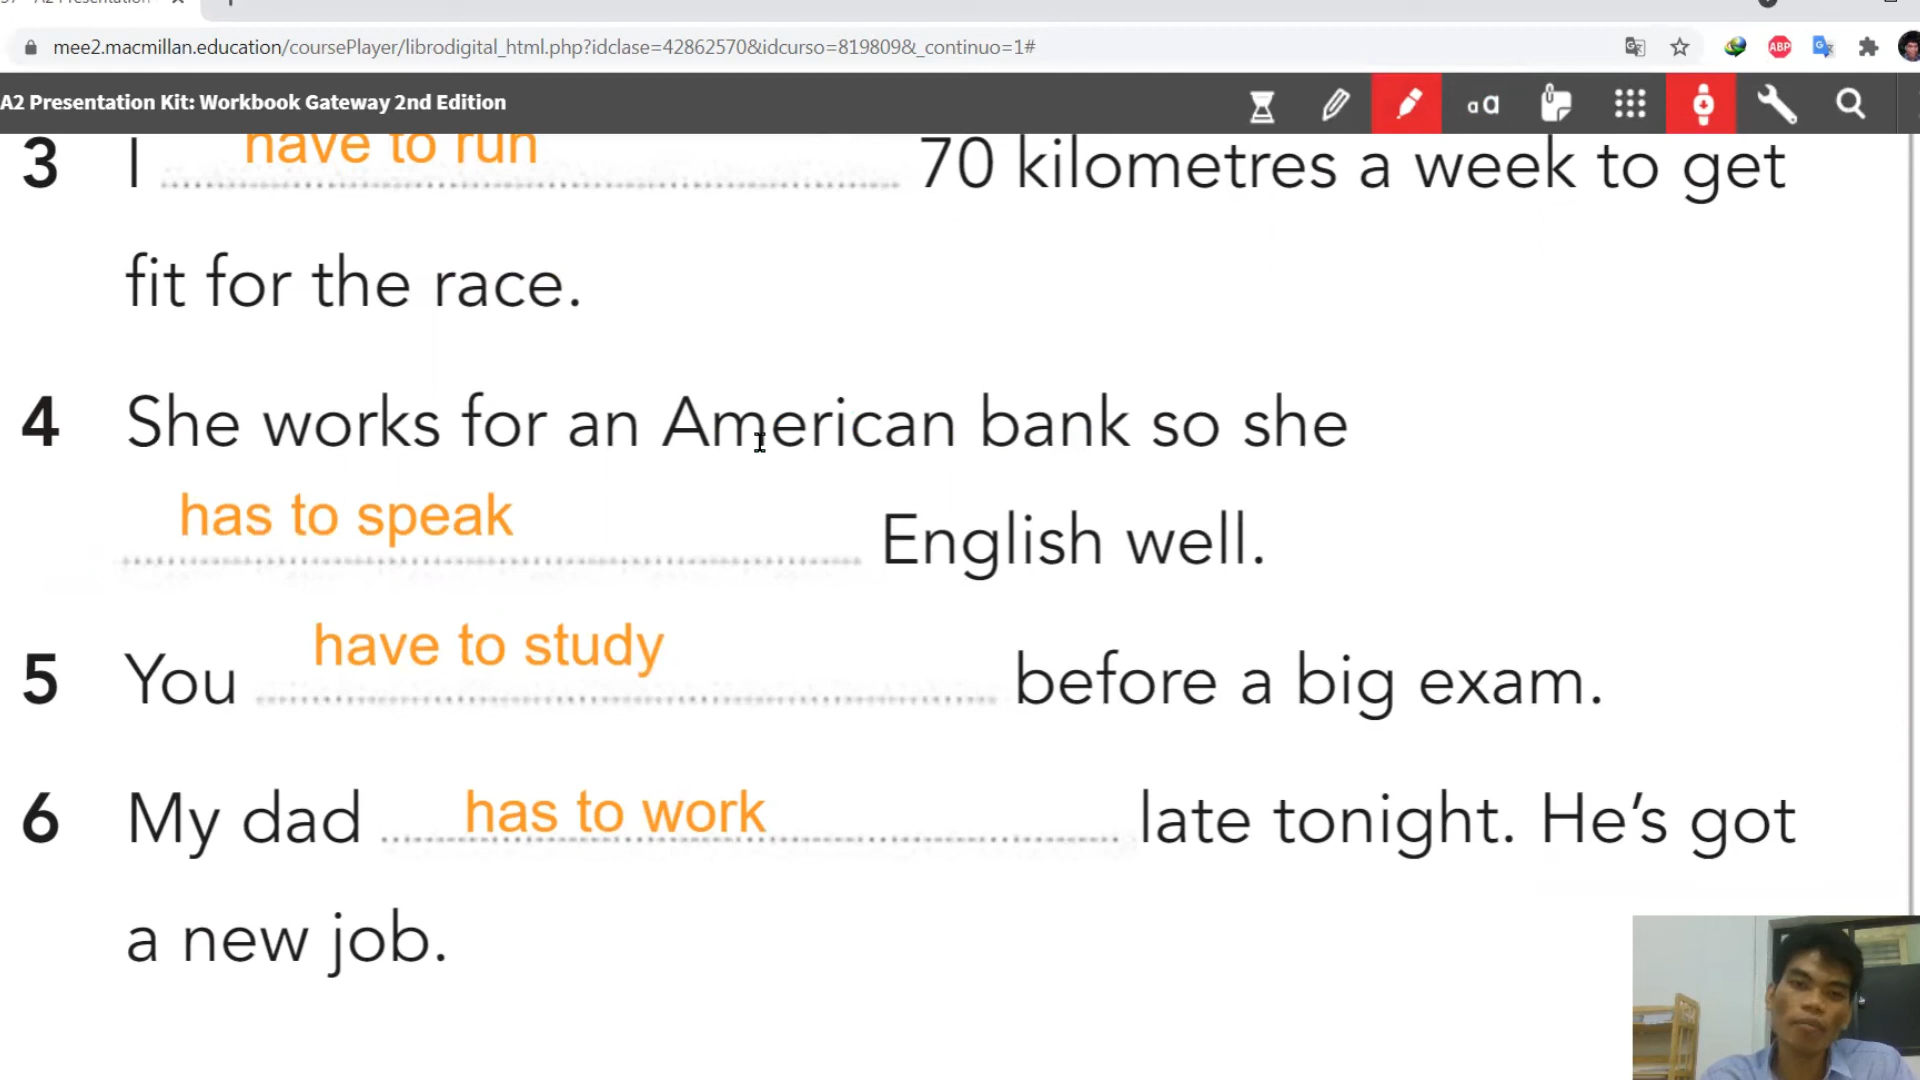 mee2.macmillan.education/coursePlayer/librodigital_html.php?idclase=42862570&idcurso=819809&_continuo=1#
ABP
A2 Presentation Kit: Workbook Gateway 2nd Edition
aa
3 I have to run 70 kilometres a week to get
fit for the race.
4 She works for an American bank so she
has to speak English well.
5 You have to study before a big exam.
6 My dad has to work late tonight. He's got
a new job.